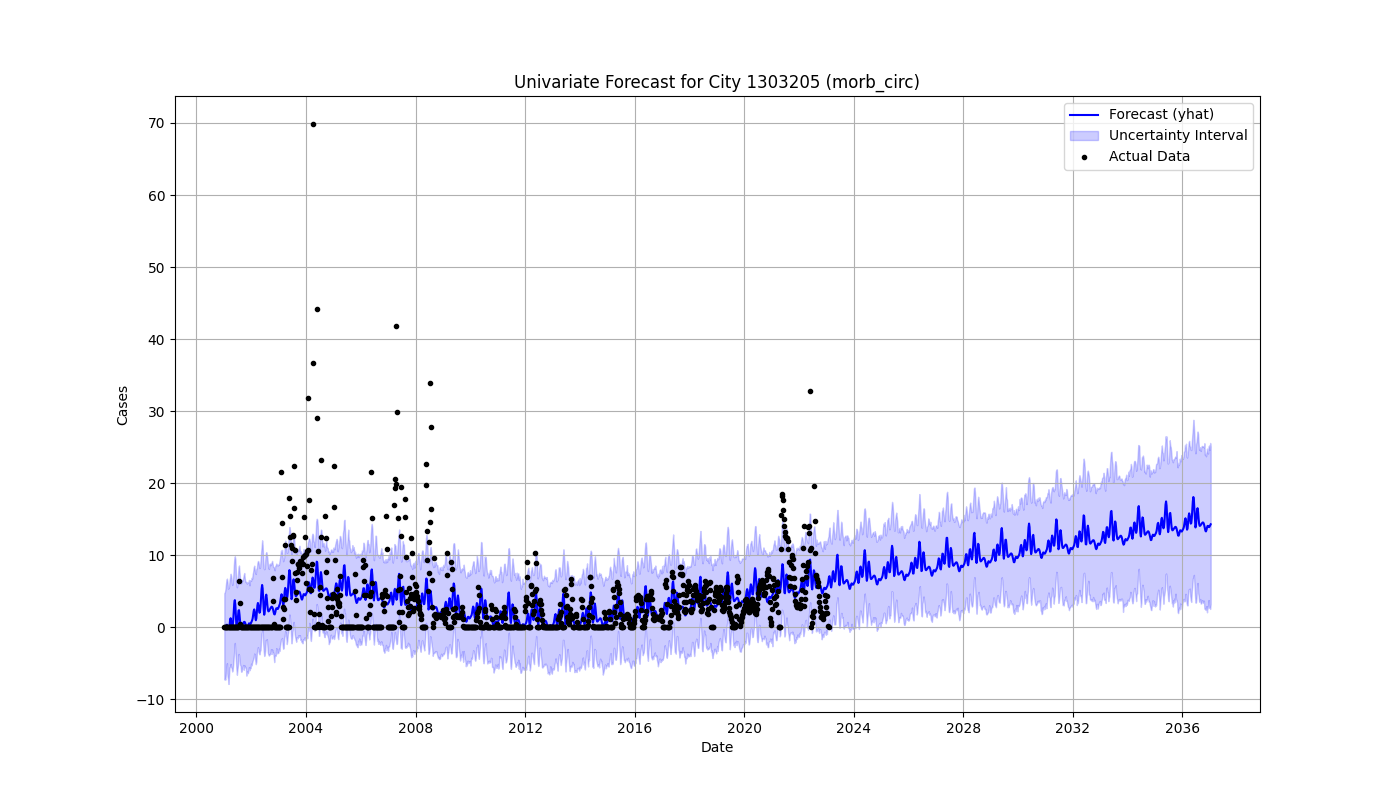 Univariate Forecast for City 1303205 (morb_circ)
Forecast (yhat)
Uncertainty Interval
Actual Data
70
60
50
40
30
20
10
0
−10
Cases
2000 2004 2008 2012 2016 2020 2024 2028 2032 2036
Date